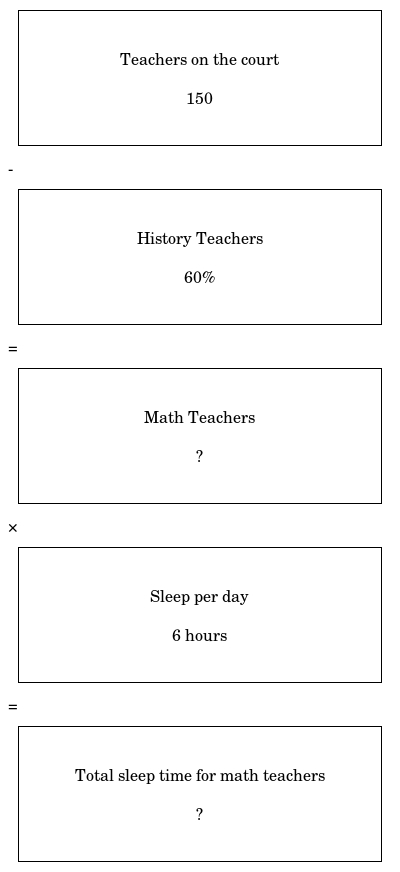 Teachers on the court
150
-
History Teachers
60%
=
Math Teachers
?
×
Sleep per day
6 hours
=
Total sleep time for math teachers
?